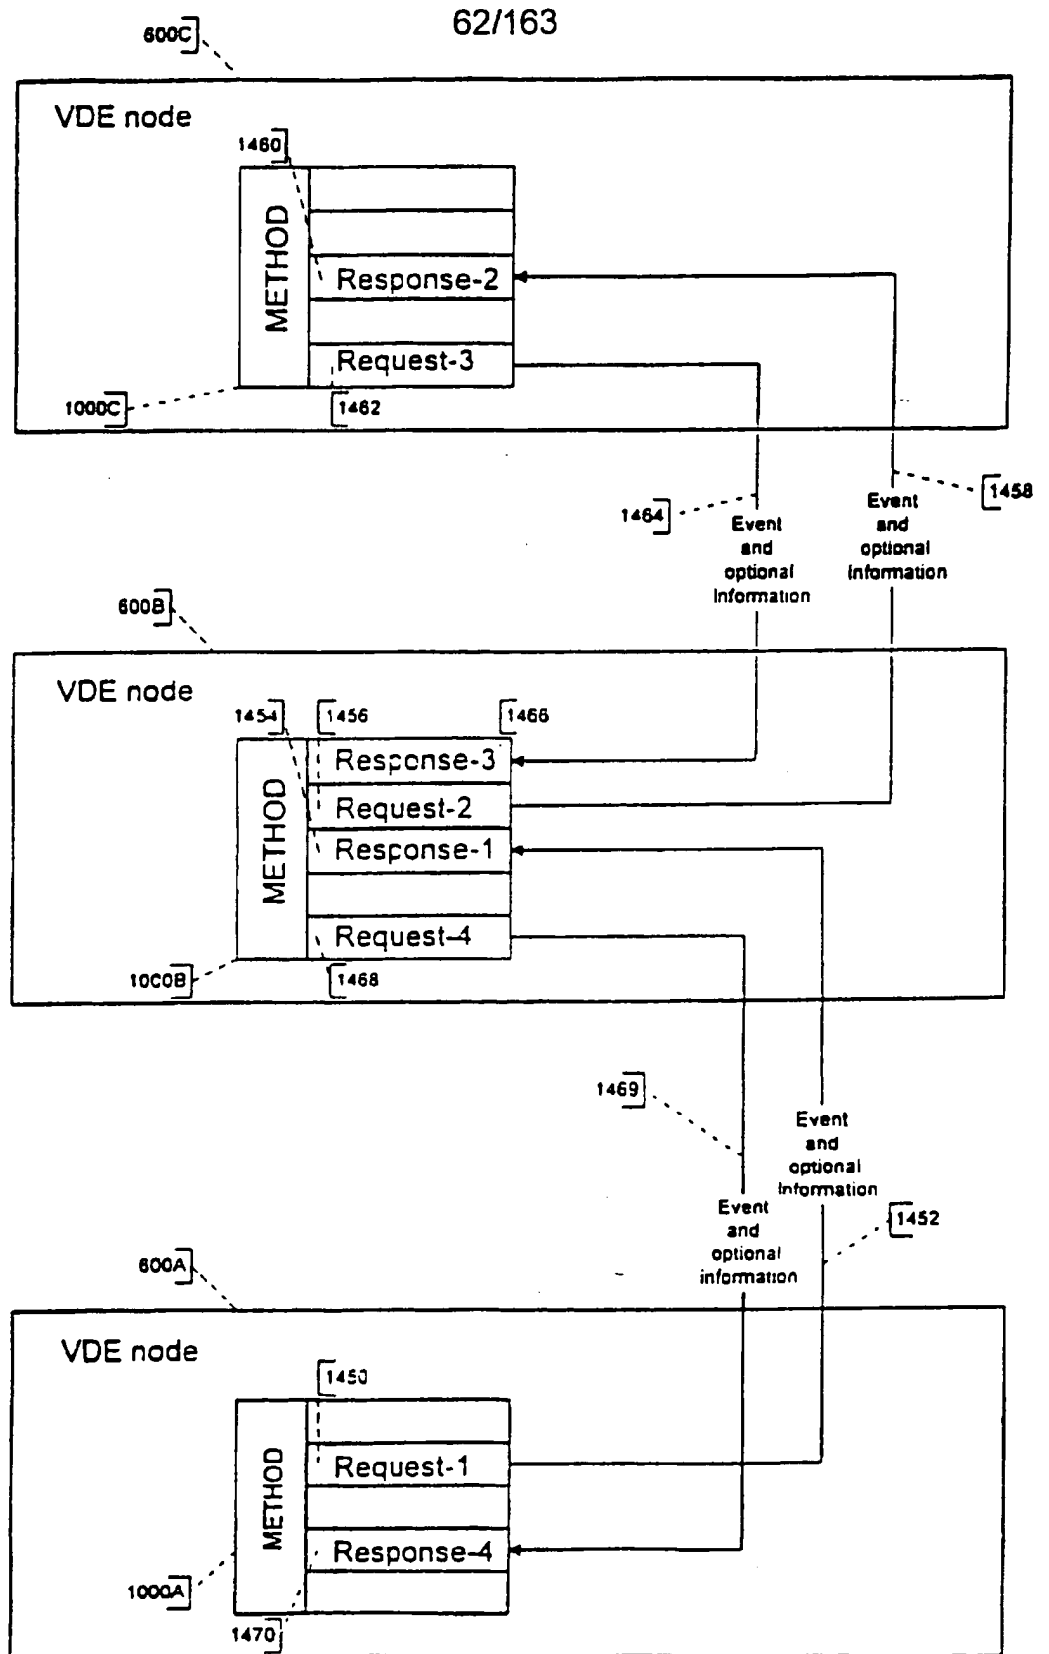 62/163
600C
VDE node
1460
METHOD
Response-2
Request-3
1000C
1462
1464
1458
Event
and
optional
Information
Event
and
optional
Information
600B
VDE node
1454
1456
1466
METHOD
Response-3
Request-2
Response-1
Request-4
10C0B
1468
1469
Event
and
optional
Information
Event
and
optional
information
1452
600A
VDE node
1450
METHOD
Request-1
Response-4
1000A
1470